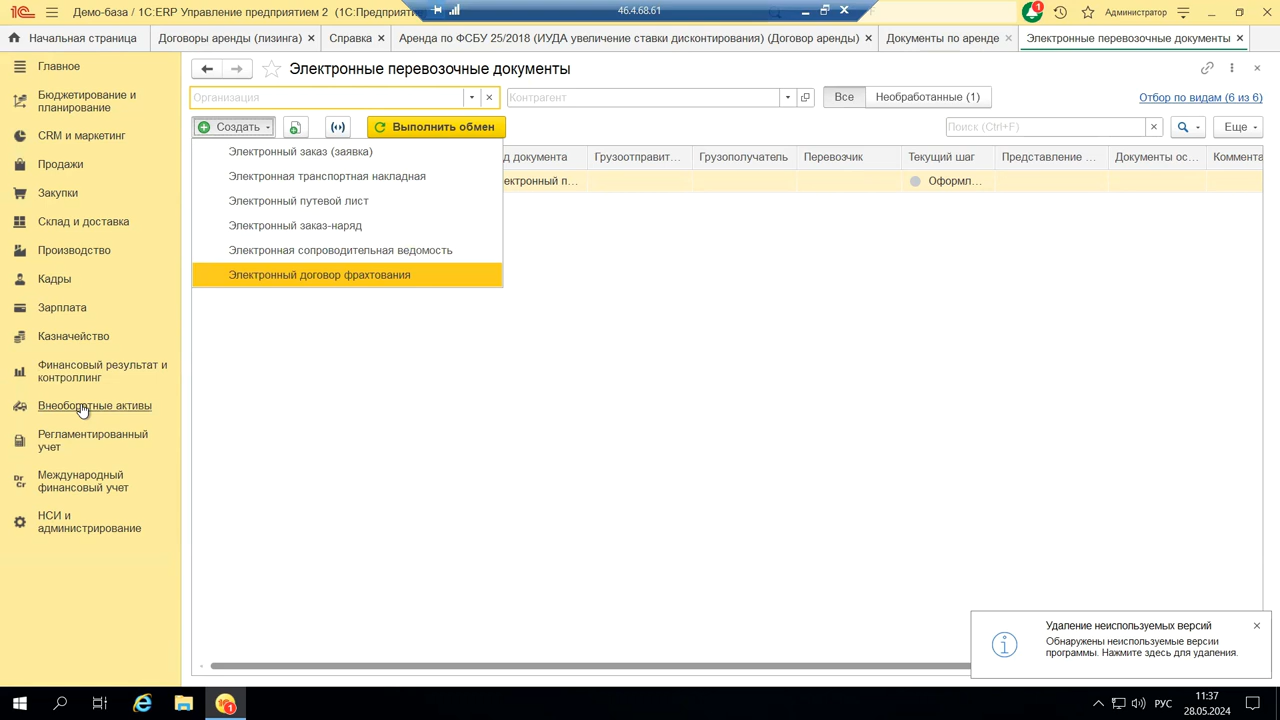 Демо-база / 1С:ERP Управление предприятием 2 (1С:Предприяти
46.4.68.61
1
Администратор
Начальная страница
Договоры аренды (лизинга)
Справка
Аренда по ФСБУ 25/2018 (ИУДА увеличение ставки дисконтирования) (Договор аренды)
Документы по аренде
Электронные перевозочные документы
Главное
Бюджетирование и
планирование
CRM и маркетинг
Продажи
Закупки
Склад и доставка
Производство
Кадры
Зарплата
Казначейство
Финансовый результат и
контроллинг
Внеоборотные активы
Регламентированный
учет
Международный
финансовый учет
НСИ и
администрирование
Электронные перевозочные документы
Организация
Контрагент
Все
Необработанные (1)
Отбор по видам (6 из 6)
Создать
Выполнить обмен
Поиск (Ctrl+F)
Еще
д документа
Грузоотправит...
Грузополучатель
Перевозчик
Текущий шаг
Представление ...
Документы ос...
Коммента
ектронный п...
Оформл...
Электронный заказ (заявка)
Электронная транспортная накладная
Электронный путевой лист
Электронный заказ-наряд
Электронная сопроводительная ведомость
Электронный договор фрахтования
Удаление неиспользуемых версий
Обнаружены неиспользуемые версии
программы. Нажмите здесь для удаления.
1
РУС
11:37
28.05.2024